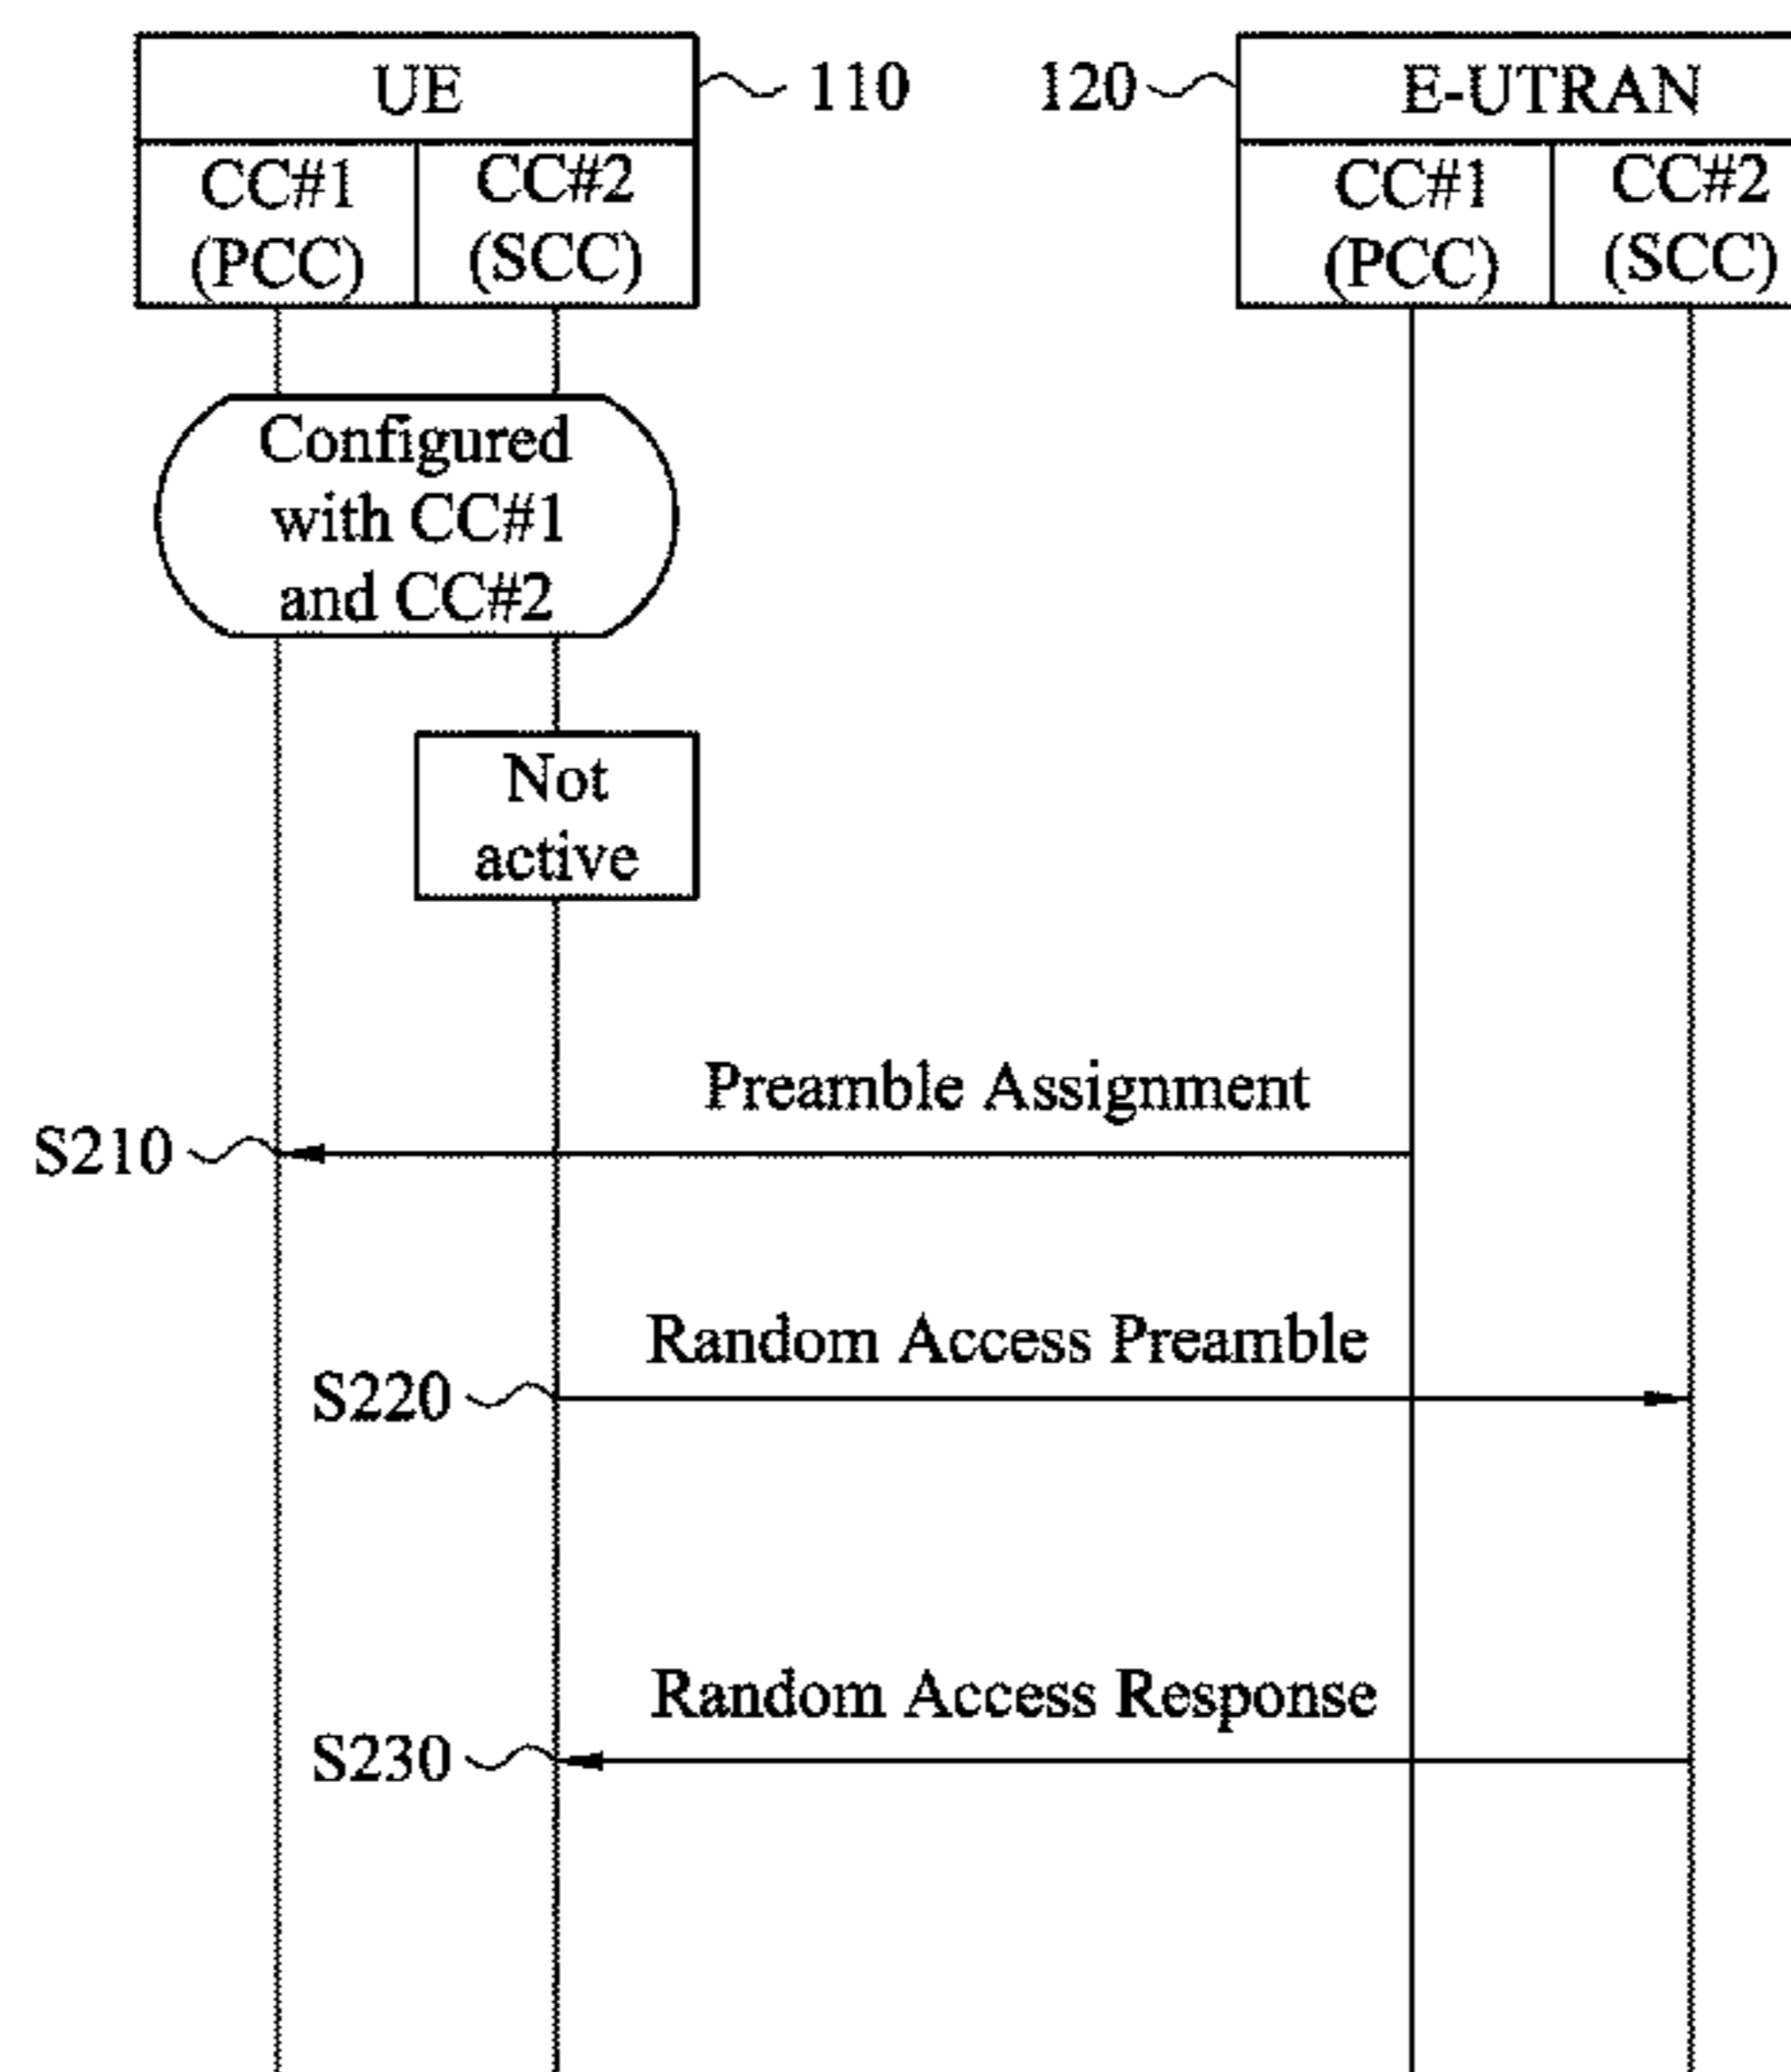 UE
110
120
E-UTRAN
CC#1
(PCC)
CC#2
(SCC)
CC#1
(PCC)
CC#2
(SCC)
Configured
with CC#1
and CC#2
Not
active
Preamble Assignment
S210
Random Access Preamble
S220
Random Access Response
S230